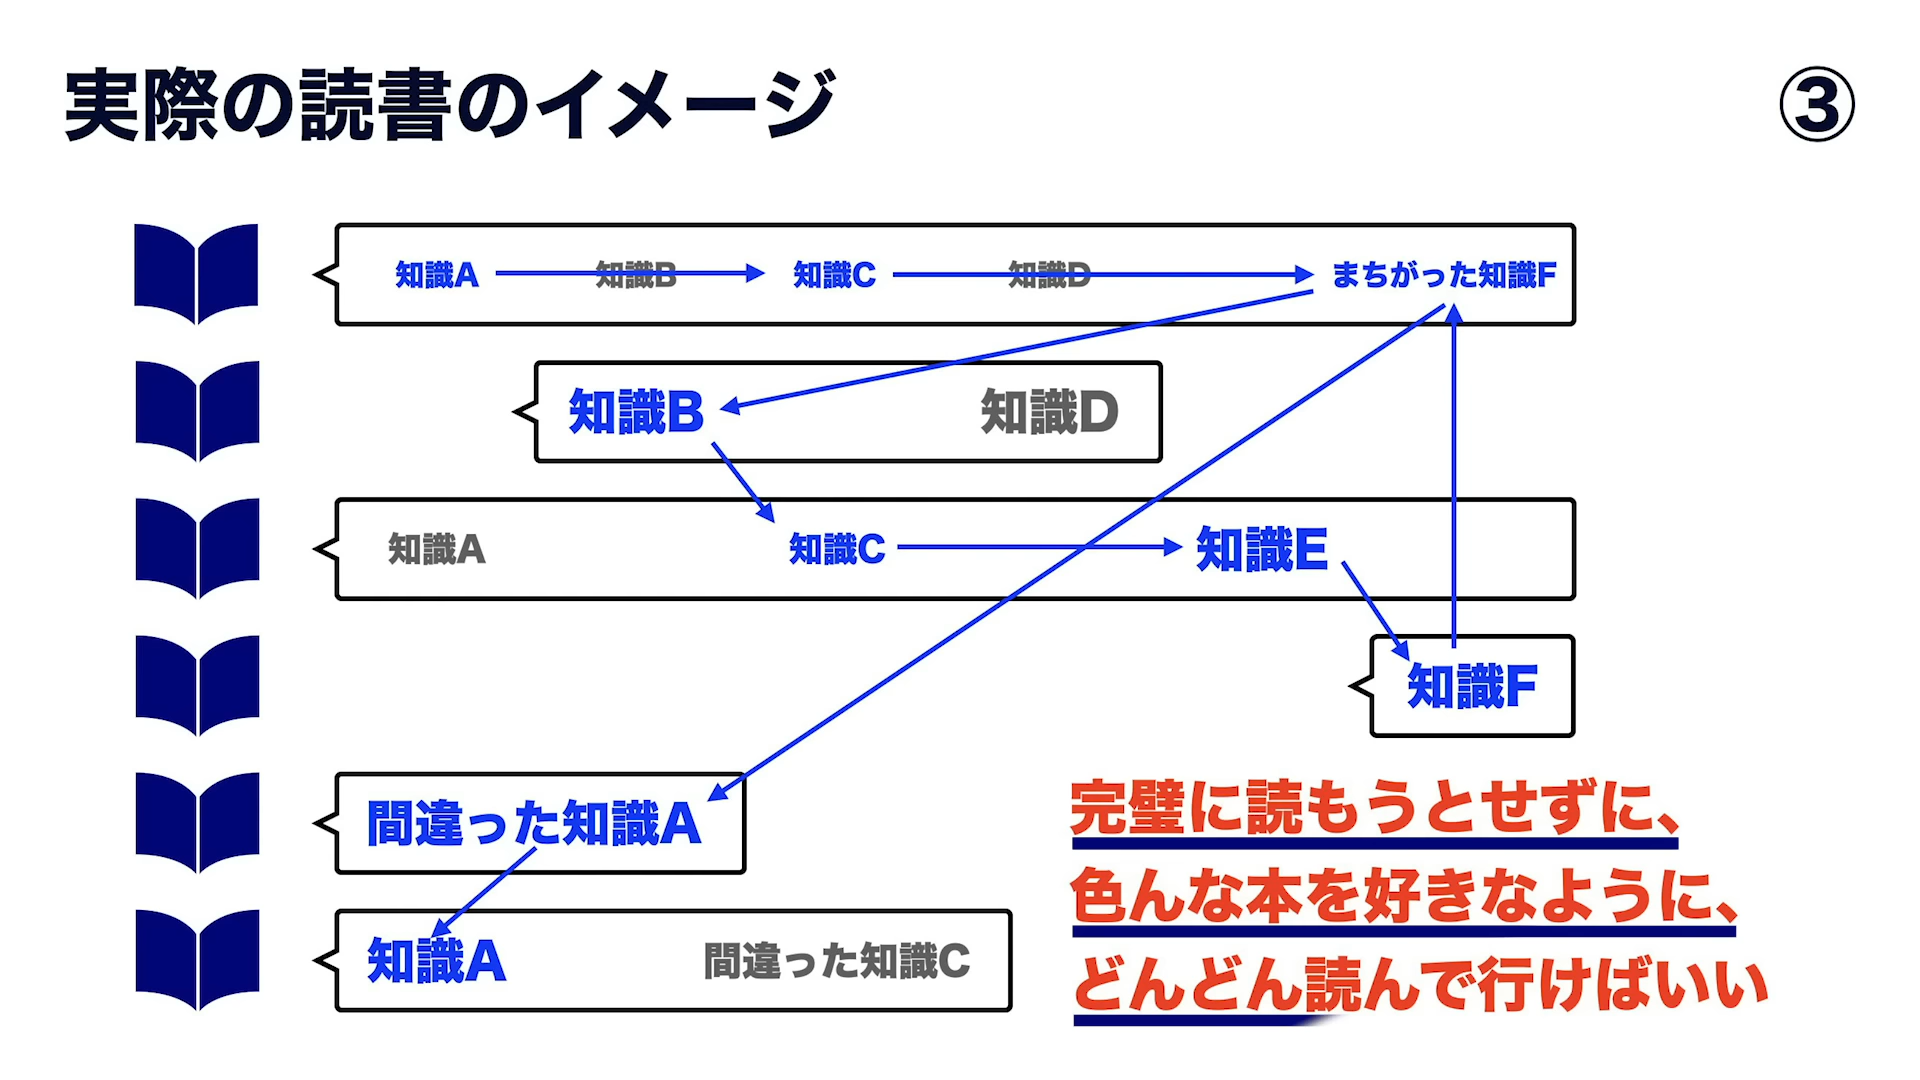 実際の読書のイメージ
③
知識A 知識B 知識C 知識D まちがった知識F
知識B 知識D
知識A 知識C 知識E
知識F
間違った知識A
知識A 間違った知識C
完璧に読もうとせずに、
色んな本を好きなように、
どんどん読んで行けばいい